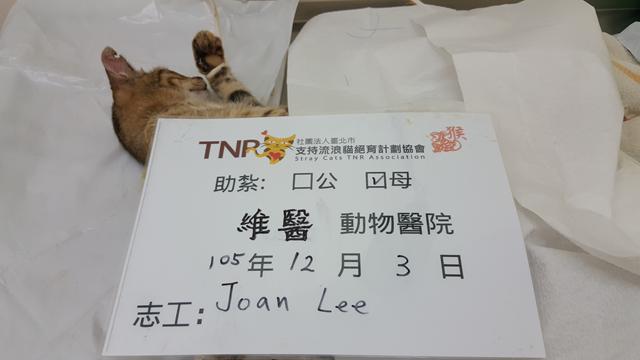 TNR 社團法人臺北市
支持流浪貓絕育計劃協會
Stray Cats TNR Association
猴
助紮: □公 ☑母
維醫 動物醫院
105年 12 月 3 日
志工: Joan Lee